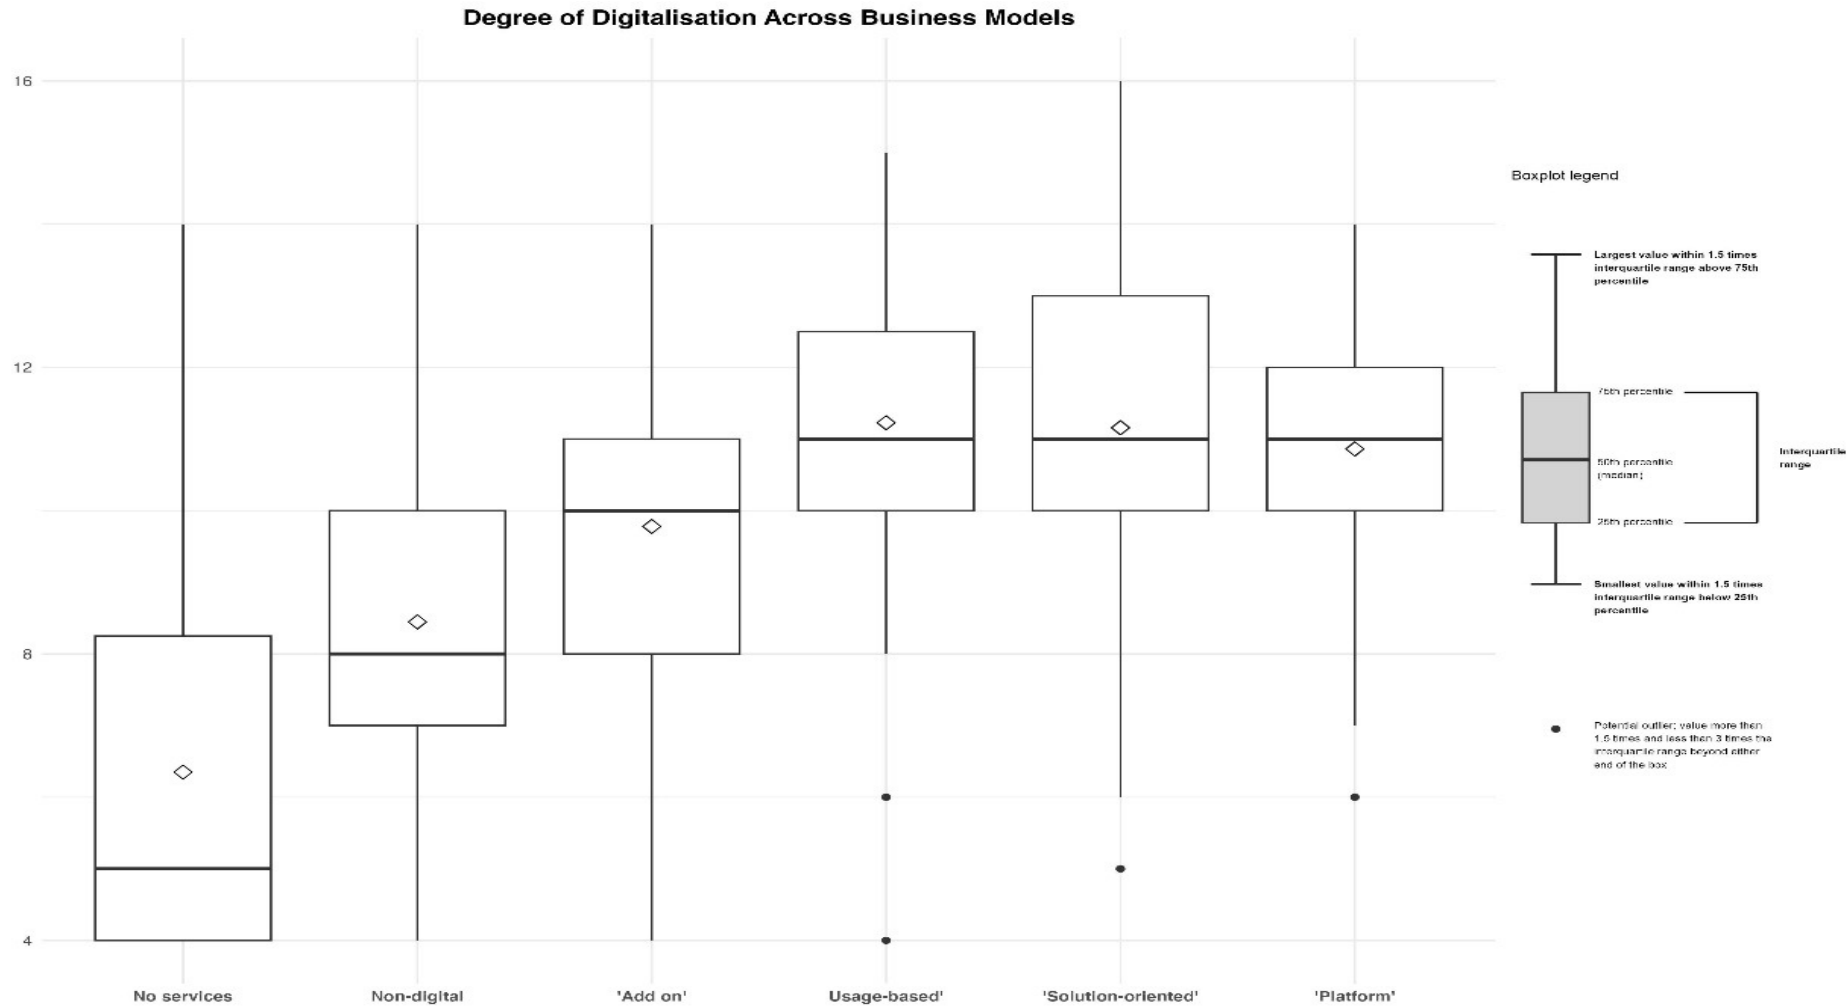 Degree of Digitalisation Across Business Models
16
12
8
4
No services
Non-digital
'Add on'
Usage-based'
'Solution-oriented'
'Platform'
Boxplot legend
Largest value within 1.5 times
interquartile range above 75th
percentile
75th percentile
50th percentile
(median)
25th percentile
Interquartile
range
Smallest value within 1.5 times
interquartile range below 25th
percentile
Potential outlier; value more than
1.5 times and less than 3 times the
interquartile range beyond either
end of the box